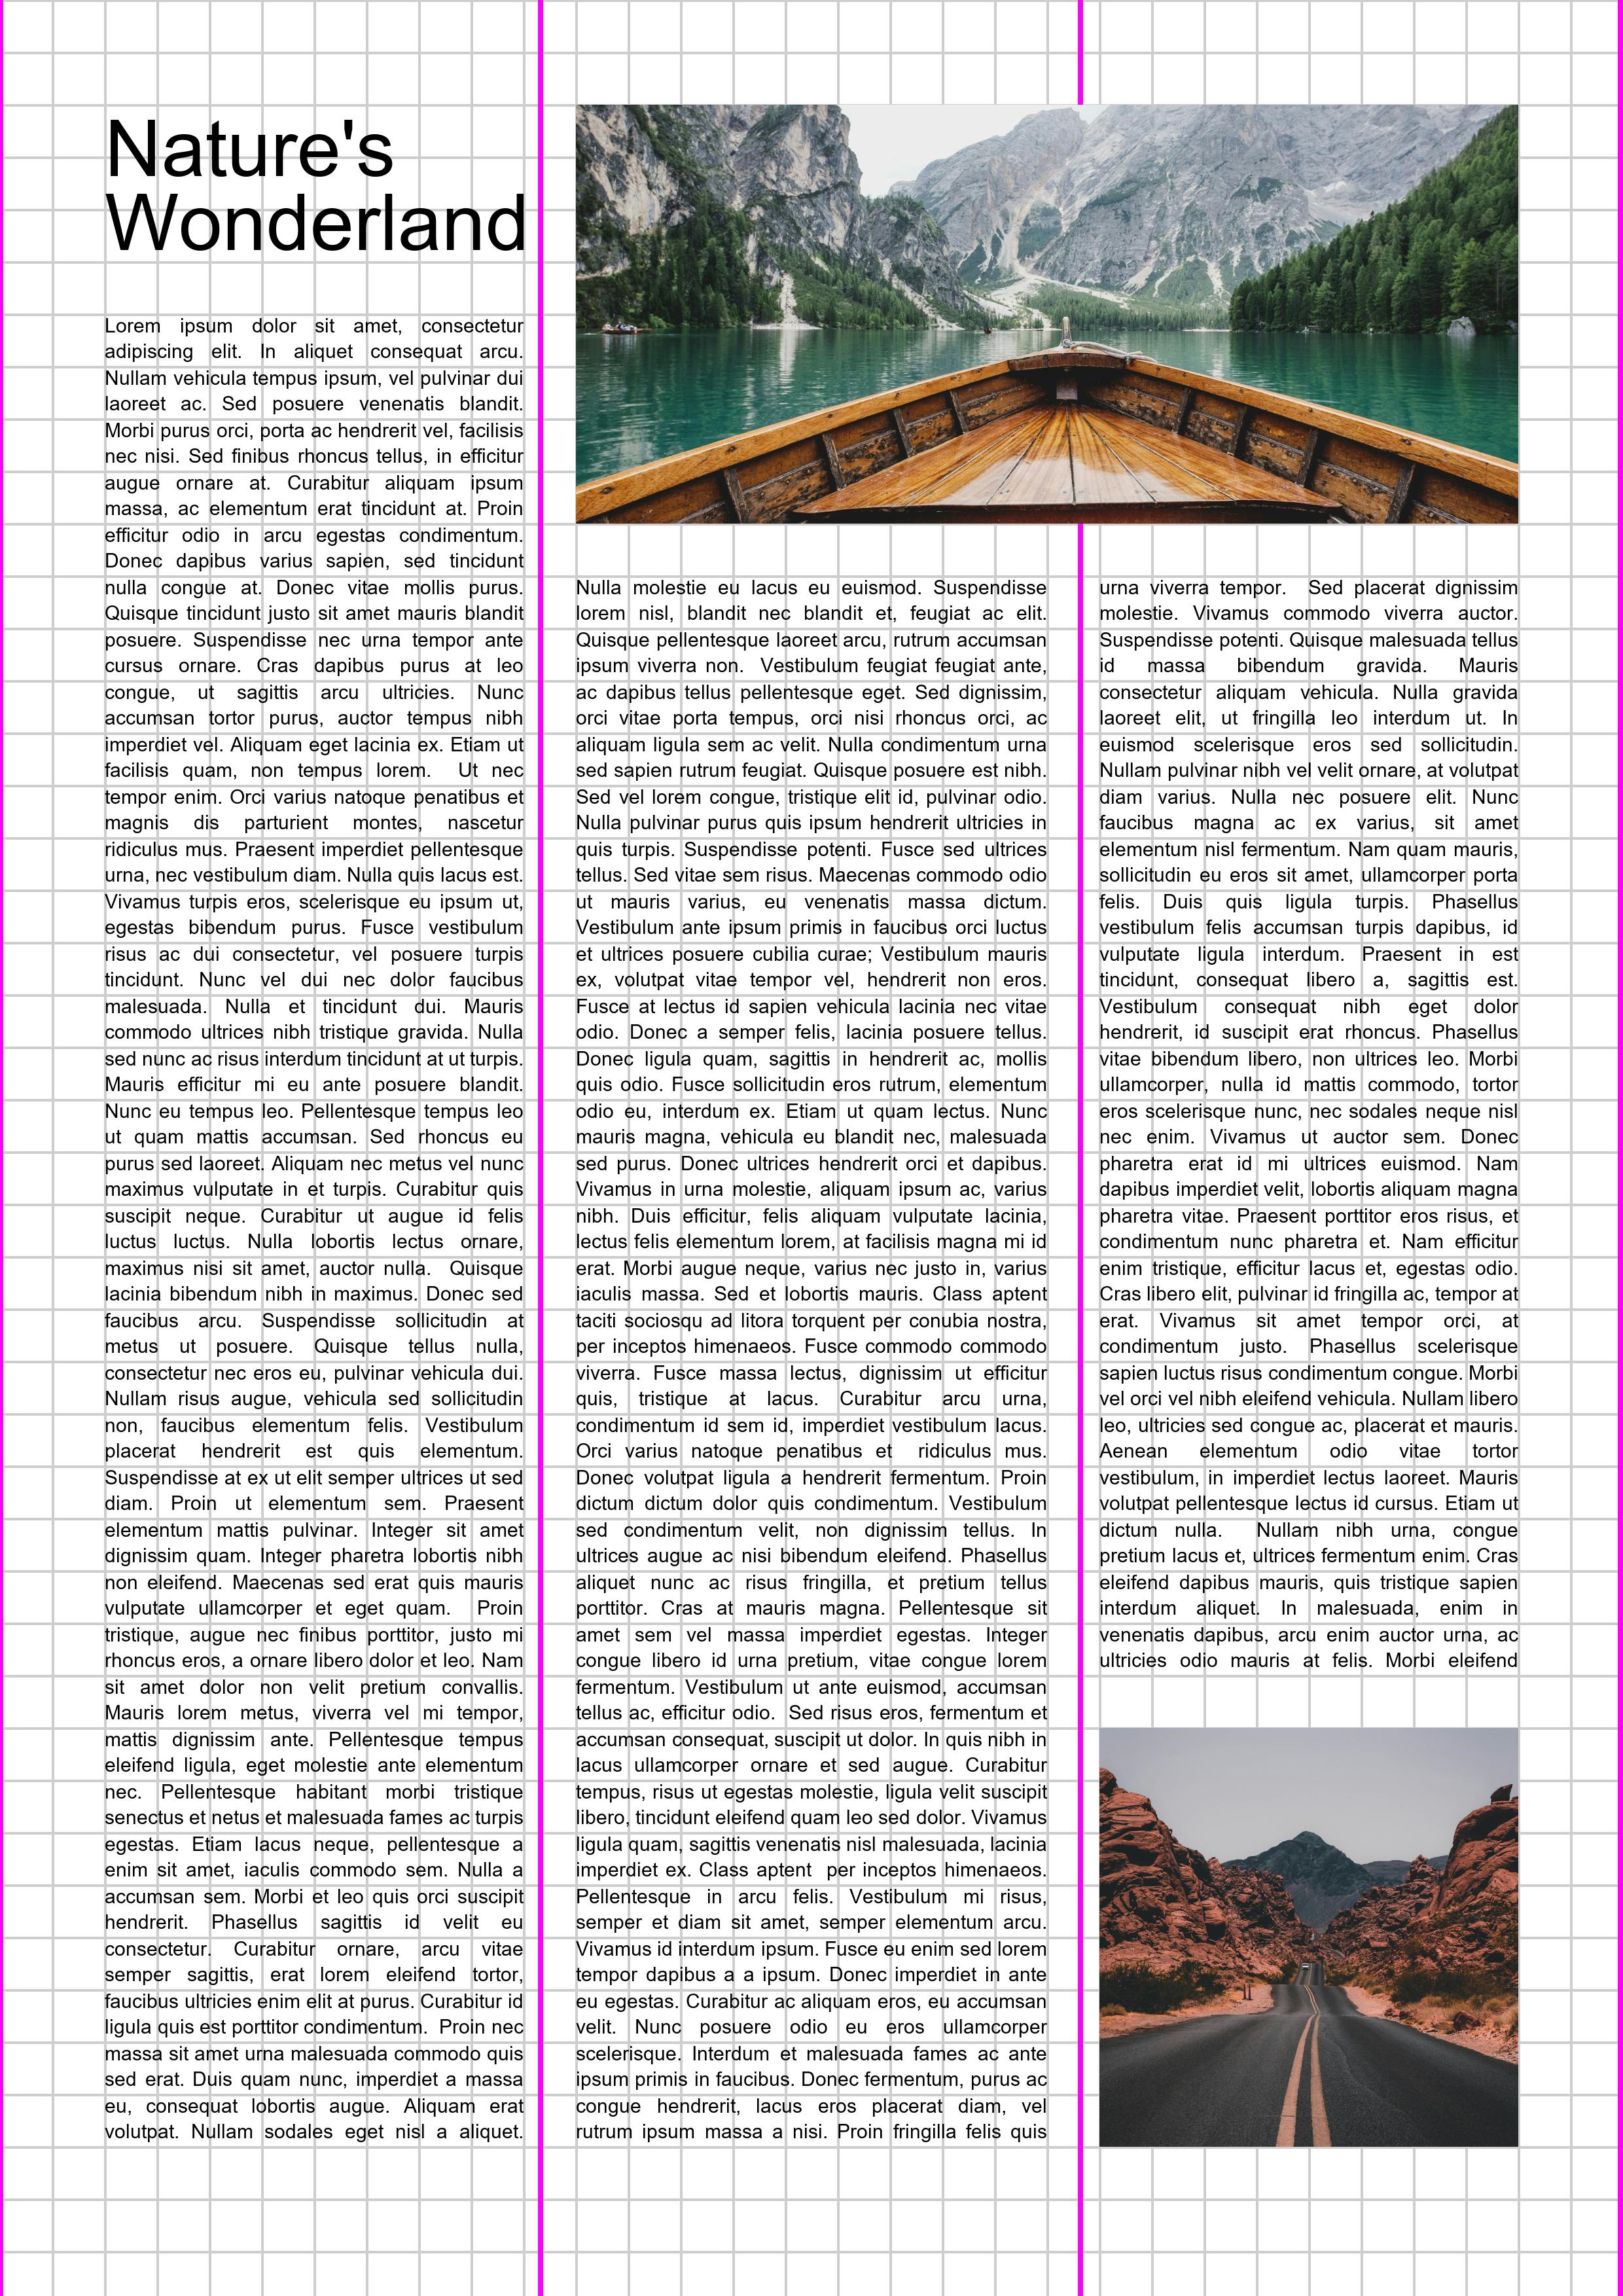 Nature's
Wonderland
Lorem ipsum dolor sit amet, consectetur
adipiscing elit. In aliquet consequat arcu.
Nullam vehicula tempus ipsum, vel pulvinar dui
laoreet ac. Sed posuere venenatis blandit.
Morbi purus orci, porta ac hendrerit vel, facilisis
nec nisi. Sed finibus rhoncus tellus, in efficitur
augue ornare at. Curabitur aliquam ipsum
massa, ac elementum erat tincidunt at. Proin
efficitur odio in arcu egestas condimentum.
Donec dapibus varius sapien, sed tincidunt
nulla congue at. Donec vitae mollis purus.
Quisque tincidunt justo sit amet mauris blandit
posuere. Suspendisse nec urna tempor ante
cursus ornare. Cras dapibus purus at leo
congue, ut sagittis arcu ultricies. Nunc
accumsan tortor purus, auctor tempus nibh
imperdiet vel. Aliquam eget lacinia ex. Etiam ut
facilisis quam, non tempus lorem. Ut nec
tempor enim. Orci varius natoque penatibus et
magnis dis parturient montes, nascetur
ridiculus mus. Praesent imperdiet pellentesque
urna, nec vestibulum diam. Nulla quis lacus est.
Vivamus turpis eros, scelerisque eu ipsum ut,
egestas bibendum purus. Fusce vestibulum
risus ac dui consectetur, vel posuere turpis
tincidunt. Nunc vel dui nec dolor faucibus
malesuada. Nulla et tincidunt dui. Mauris
commodo ultrices nibh tristique gravida. Nulla
sed nunc ac risus interdum tincidunt at ut turpis.
Mauris efficitur mi eu ante posuere blandit.
Nunc eu tempus leo. Pellentesque tempus leo
ut quam mattis accumsan. Sed rhoncus eu
purus sed laoreet. Aliquam nec metus vel nunc
maximus vulputate in et turpis. Curabitur quis
suscipit neque. Curabitur ut augue id felis
luctus luctus. Nulla lobortis lectus ornare,
maximus nisi sit amet, auctor nulla. Quisque
lacinia bibendum nibh in maximus. Donec sed
faucibus arcu. Suspendisse sollicitudin at
metus ut posuere. Quisque tellus nulla,
consectetur nec eros eu, pulvinar vehicula dui.
Nullam risus augue, vehicula sed sollicitudin
non, faucibus elementum felis. Vestibulum
placerat hendrerit est quis elementum.
Suspendisse at ex ut elit semper ultrices ut sed
diam. Proin ut elementum sem. Praesent
elementum mattis pulvinar. Integer sit amet
dignissim quam. Integer pharetra lobortis nibh
non eleifend. Maecenas sed erat quis mauris
vulputate ullamcorper et eget quam. Proin
tristique, augue nec finibus porttitor, justo mi
rhoncus eros, a ornare libero dolor et leo. Nam
sit amet dolor non velit pretium convallis.
Mauris lorem metus, viverra vel mi tempor,
mattis dignissim ante. Pellentesque tempus
eleifend ligula, eget molestie ante elementum
nec. Pellentesque habitant morbi tristique
senectus et netus et malesuada fames ac turpis
egestas. Etiam lacus neque, pellentesque a
enim sit amet, iaculis commodo sem. Nulla a
accumsan sem. Morbi et leo quis orci suscipit
hendrerit. Phasellus sagittis id velit eu
consectetur. Curabitur ornare, arcu vitae
semper sagittis, erat lorem eleifend tortor,
faucibus ultricies enim elit at purus. Curabitur id
ligula quis est porttitor condimentum. Proin nec
massa sit amet urna malesuada commodo quis
sed erat. Duis quam nunc, imperdiet a massa
eu, consequat lobortis augue. Aliquam erat
volutpat. Nullam sodales eget nisl a aliquet.
Nulla molestie eu lacus eu euismod. Suspendisse
lorem nisl, blandit nec blandit et, feugiat ac elit.
Quisque pellentesque laoreet arcu, rutrum accumsan
ipsum viverra non. Vestibulum feugiat feugiat ante,
ac dapibus tellus pellentesque eget. Sed dignissim,
orci vitae porta tempus, orci nisi rhoncus orci, ac
aliquam ligula sem ac velit. Nulla condimentum urna
sed sapien rutrum feugiat. Quisque posuere est nibh.
Sed vel lorem congue, tristique elit id, pulvinar odio.
Nulla pulvinar purus quis ipsum hendrerit ultricies in
quis turpis. Suspendisse potenti. Fusce sed ultrices
tellus. Sed vitae sem risus. Maecenas commodo odio
ut mauris varius, eu venenatis massa dictum.
Vestibulum ante ipsum primis in faucibus orci luctus
et ultrices posuere cubilia curae; Vestibulum mauris
ex, volutpat vitae tempor vel, hendrerit non eros.
Fusce at lectus id sapien vehicula lacinia nec vitae
odio. Donec a semper felis, lacinia posuere tellus.
Donec ligula quam, sagittis in hendrerit ac, mollis
quis odio. Fusce sollicitudin eros rutrum, elementum
odio eu, interdum ex. Etiam ut quam lectus. Nunc
mauris magna, vehicula eu blandit nec, malesuada
sed purus. Donec ultrices hendrerit orci et dapibus.
Vivamus in urna molestie, aliquam ipsum ac, varius
nibh. Duis efficitur, felis aliquam vulputate lacinia,
lectus felis elementum lorem, at facilisis magna mi id
erat. Morbi augue neque, varius nec justo in, varius
iaculis massa. Sed et lobortis mauris. Class aptent
taciti sociosqu ad litora torquent per conubia nostra,
per inceptos himenaeos. Fusce commodo commodo
viverra. Fusce massa lectus, dignissim ut efficitur
quis, tristique at lacus. Curabitur arcu urna,
condimentum id sem id, imperdiet vestibulum lacus.
Orci varius natoque penatibus et ridiculus mus.
Donec volutpat ligula a hendrerit fermentum. Proin
dictum dictum dolor quis condimentum. Vestibulum
sed condimentum velit, non dignissim tellus. In
ultrices augue ac nisi bibendum eleifend. Phasellus
aliquet nunc ac risus fringilla, et pretium tellus
porttitor. Cras at mauris magna. Pellentesque sit
amet sem vel massa imperdiet egestas. Integer
congue libero id urna pretium, vitae congue lorem
fermentum. Vestibulum ut ante euismod, accumsan
tellus ac, efficitur odio. Sed risus eros, fermentum et
accumsan consequat, suscipit ut dolor. In quis nibh in
lacus ullamcorper ornare et sed augue. Curabitur
tempus, risus ut egestas molestie, ligula velit suscipit
libero, tincidunt eleifend quam leo sed dolor. Vivamus
ligula quam, sagittis venenatis nisl malesuada, lacinia
imperdiet ex. Class aptent per inceptos himenaeos.
Pellentesque in arcu felis. Vestibulum mi risus,
semper et diam sit amet, semper elementum arcu.
Vivamus id interdum ipsum. Fusce eu enim sed lorem
tempor dapibus a a ipsum. Donec imperdiet in ante
eu egestas. Curabitur ac aliquam eros, eu accumsan
velit. Nunc posuere odio eu eros ullamcorper
scelerisque. Interdum et malesuada fames ac ante
ipsum primis in faucibus. Donec fermentum, purus ac
congue hendrerit, lacus eros placerat diam, vel
rutrum ipsum massa a nisi. Proin fringilla felis quis
urna viverra tempor. Sed placerat dignissim
molestie. Vivamus commodo viverra auctor.
Suspendisse potenti. Quisque malesuada tellus
id massa bibendum gravida. Mauris
consectetur aliquam vehicula. Nulla gravida
laoreet elit, ut fringilla leo interdum ut. In
euismod scelerisque eros sed sollicitudin.
Nullam pulvinar nibh vel velit ornare, at volutpat
diam varius. Nulla nec posuere elit. Nunc
faucibus magna ac ex varius, sit amet
elementum nisl fermentum. Nam quam mauris,
sollicitudin eu eros sit amet, ullamcorper porta
felis. Duis quis ligula turpis. Phasellus
vestibulum felis accumsan turpis dapibus, id
vulputate ligula interdum. Praesent in est
tincidunt, consequat libero a, sagittis est.
Vestibulum consequat nibh eget dolor
hendrerit, id suscipit erat rhoncus. Phasellus
vitae bibendum libero, non ultrices leo. Morbi
ullamcorper, nulla id mattis commodo, tortor
eros scelerisque nunc, nec sodales neque nisl
nec enim. Vivamus ut auctor sem. Donec
pharetra erat id mi ultrices euismod. Nam
dapibus imperdiet velit, lobortis aliquam magna
pharetra vitae. Praesent porttitor eros risus, et
condimentum nunc pharetra et. Nam efficitur
enim tristique, efficitur lacus et, egestas odio.
Cras libero elit, pulvinar id fringilla ac, tempor at
erat. Vivamus sit amet tempor orci, at
condimentum justo. Phasellus scelerisque
sapien luctus risus condimentum congue. Morbi
vel orci vel nibh eleifend vehicula. Nullam libero
leo, ultricies sed congue ac, placerat et mauris.
Aenean elementum odio vitae tortor
vestibulum, in imperdiet lectus laoreet. Mauris
volutpat pellentesque lectus id cursus. Etiam ut
dictum nulla. Nullam nibh urna, congue
pretium lacus et, ultrices fermentum enim. Cras
eleifend dapibus mauris, quis tristique sapien
interdum aliquet. In malesuada, enim in
venenatis dapibus, arcu enim auctor urna, ac
ultricies odio mauris at felis. Morbi eleifend